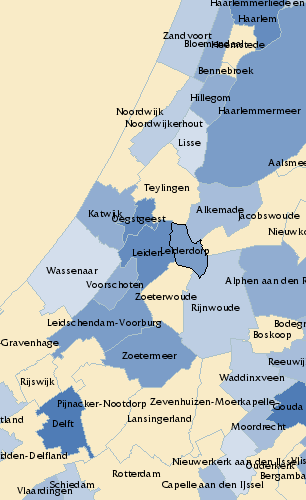 Haarlemmerliede en
Haarlem
Zandvoort
Bloemendaal
Heemstede
Bennebroek
Hillegom
Noordwijk
Haarlemmermeer
Noordwijkerhout
Lisse
Aalsmee
Teylingen
Katwijk
Oegstgeest
Alkemade
Jacobswoude
Nieuwko
Leiden
Leiderdorp
Wassenaar
Voorschoten
Alphen aan den R
Zoeterwoude
Rijnwoude
Leidschendam-Voorburg
Bodegr
Boskoop
-Gravenhage
Zoetermeer
Reeuwij
Rijswijk
Waddinxveen
Pijnacker-Nootdorp
Zevenhuizen-Moerkapelle
Gouda
Lansingerland
tland
Delft
Moordrecht
idden-Delfland
Nieuwerkerk aan den IJssel
Ouderkerk
Rotterdam
Bergamba
Schiedam
Capelle aan den IJssel
Vlaardingen